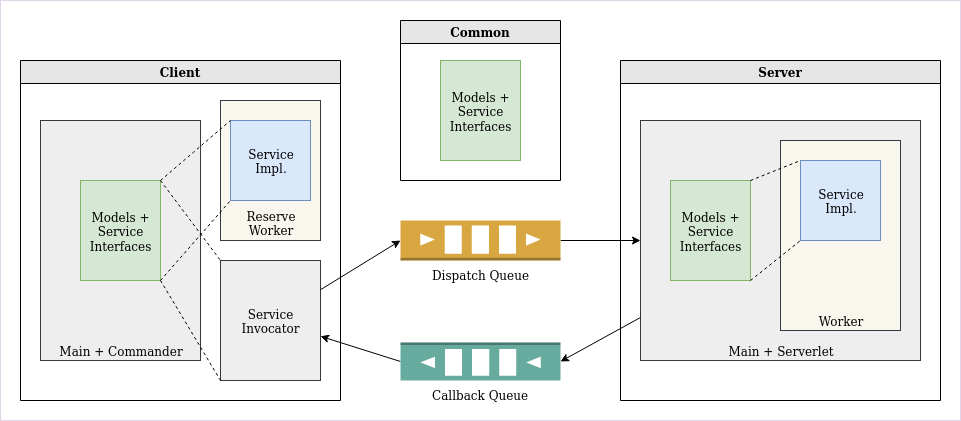 Common
Models +
Service
Interfaces
Client
Models +
Service
Interfaces
Main + Commander
Service
Impl.
Reserve
Worker
Service
Invocator
Dispatch Queue
Callback Queue
Server
Models +
Service
Interfaces
Service
Impl.
Worker
Main + Serverlet